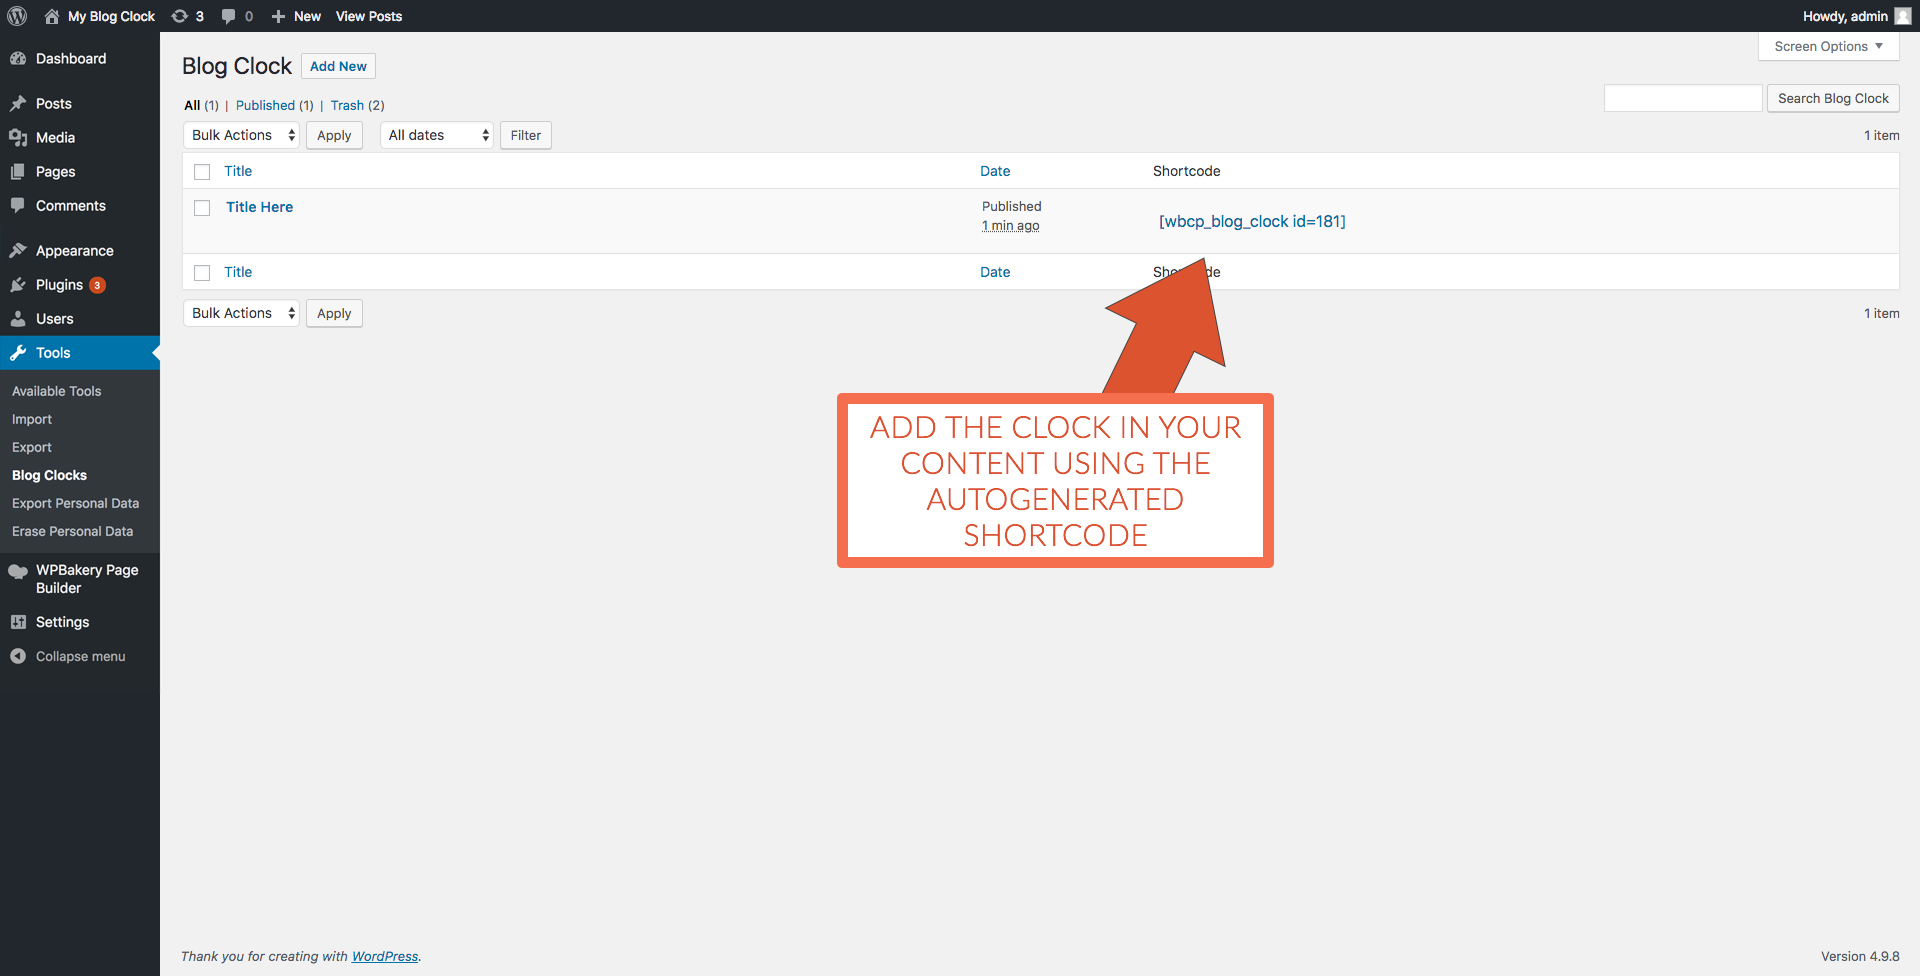 My Blog Clock 3 0 New View Posts Howdy, admin
Screen Options
Dashboard
Posts
Media
Pages
Comments
Appearance
Plugins 3
Users
Tools
Available Tools
Import
Export
Blog Clocks
Export Personal Data
Erase Personal Data
WPBakery Page
Builder
Settings
Collapse menu
Blog Clock Add New
All (1) | Published (1) | Trash (2)
Search Blog Clock
Bulk Actions Apply All dates Filter 1 item
Title Date Shortcode
Title Here Published
1 min ago
[wbcp_blog_clock id=181]
Title Date Shortcode
Bulk Actions Apply 1 item
ADD THE CLOCK IN YOUR
CONTENT USING THE
AUTOGENERATED
SHORTCODE
Thank you for creating with WordPress. Version 4.9.8